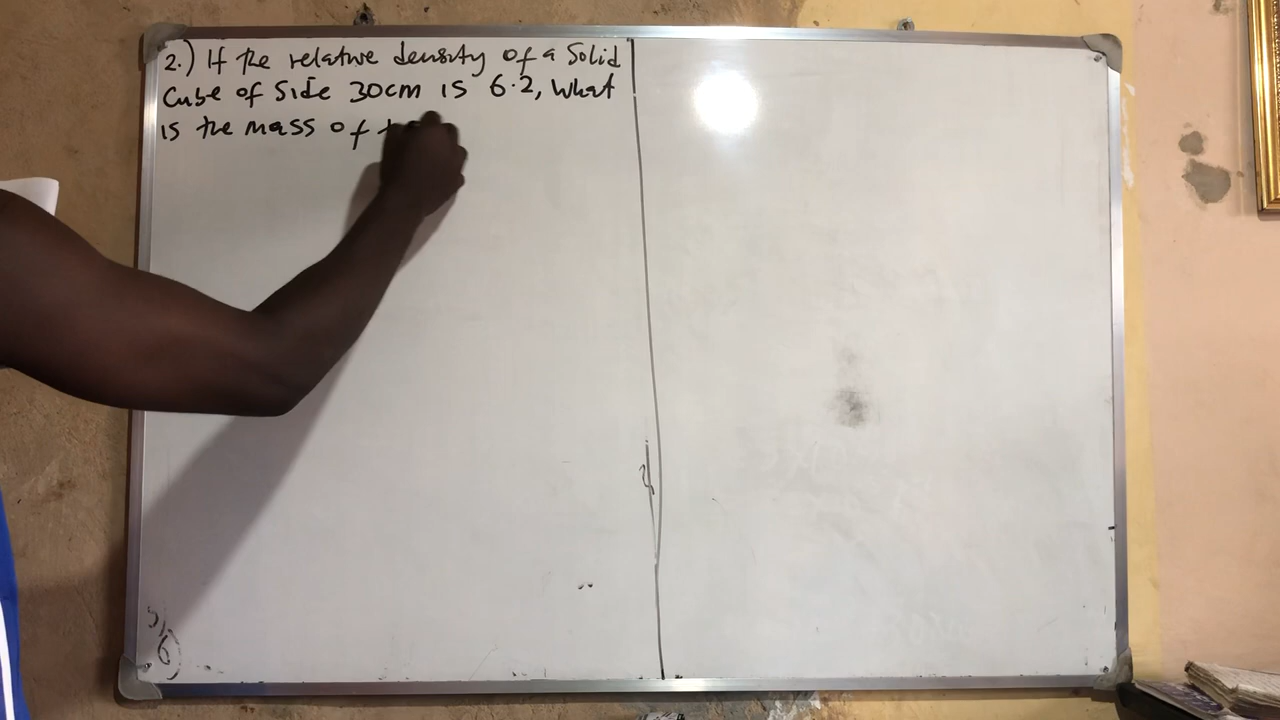 2.) If the relative density of a Solid
Cube of Side 30cm is 6.2, What
is the mass of